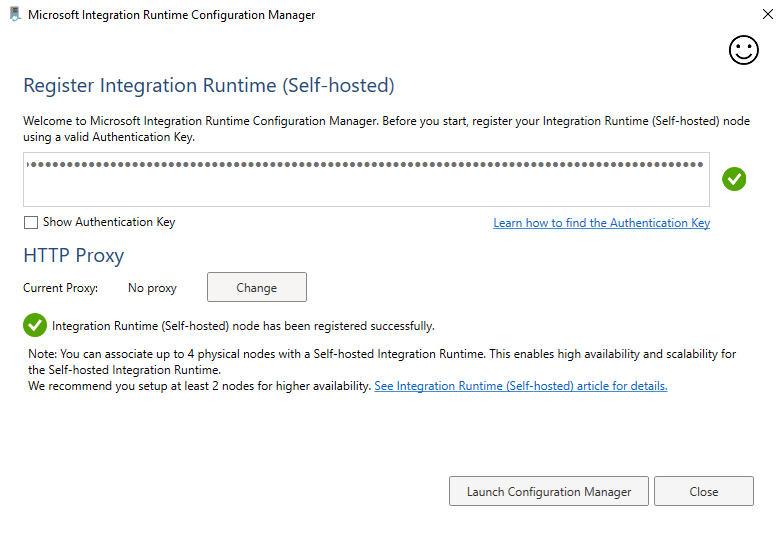 Microsoft Integration Runtime Configuration Manager
Register Integration Runtime (Self-hosted)
Welcome to Microsoft Integration Runtime Configuration Manager. Before you start, register your Integration Runtime (Self-hosted) node
using a valid Authentication Key.
Show Authentication Key
Learn how to find the Authentication Key
HTTP Proxy
Current Proxy: No proxy Change
Integration Runtime (Self-hosted) node has been registered successfully.
Note: You can associate up to 4 physical nodes with a Self-hosted Integration Runtime. This enables high availability and scalability for
the Self-hosted Integration Runtime.
We recommend you setup at least 2 nodes for higher availability. See Integration Runtime (Self-hosted) article for details.
Launch Configuration Manager Close